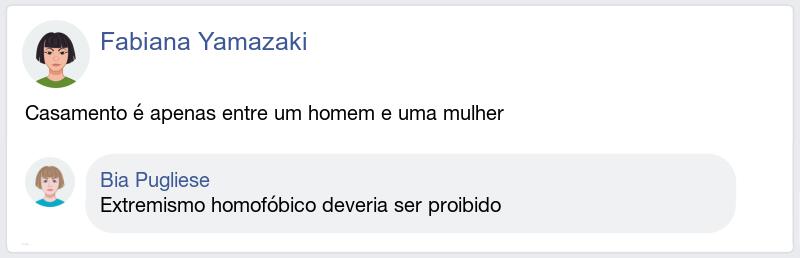 Fabiana Yamazaki
Casamento é apenas entre um homem e uma mulher
Bia Pugliese
Extremismo homofóbico deveria ser proibido